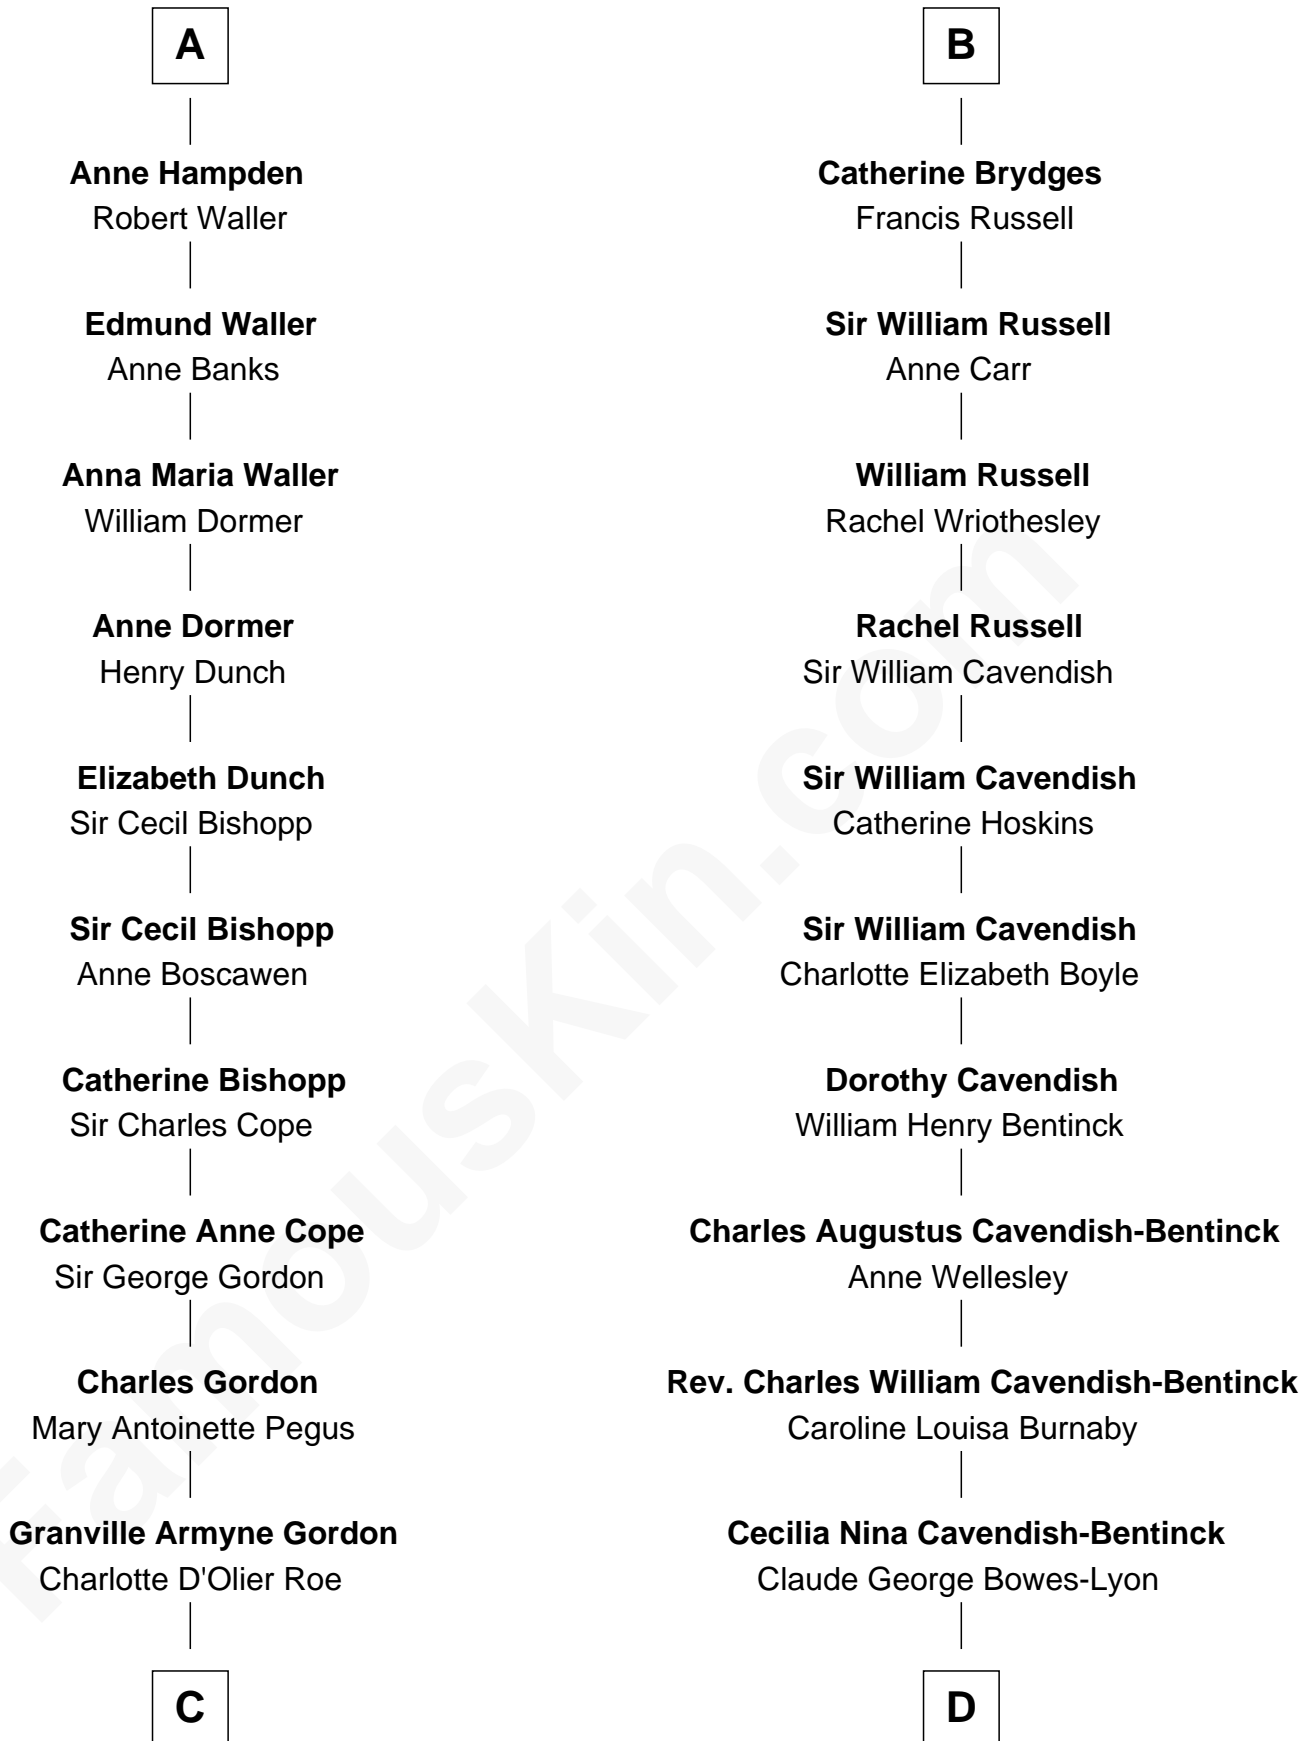 A
Anne Hampden
Robert Waller
Edmund Waller
Anne Banks
Anna Maria Waller
William Dormer
Anne Dormer
Henry Dunch
Elizabeth Dunch
Sir Cecil Bishopp
Sir Cecil Bishopp
Anne Boscawen
Catherine Bishopp
Sir Charles Cope
Catherine Anne Cope
Sir George Gordon
Charles Gordon
Mary Antoinette Pegus
Granville Armyne Gordon
Charlotte D'Olier Roe
C
B
Catherine Brydges
Francis Russell
Sir William Russell
Anne Carr
William Russell
Rachel Wriothesley
Rachel Russell
Sir William Cavendish
Sir William Cavendish
Catherine Hoskins
Sir William Cavendish
Charlotte Elizabeth Boyle
Dorothy Cavendish
William Henry Bentinck
Charles Augustus Cavendish-Bentinck
Anne Wellesley
Rev. Charles William Cavendish-Bentinck
Caroline Louisa Burnaby
Cecilia Nina Cavendish-Bentinck
Claude George Bowes-Lyon
D
FamousKin.com